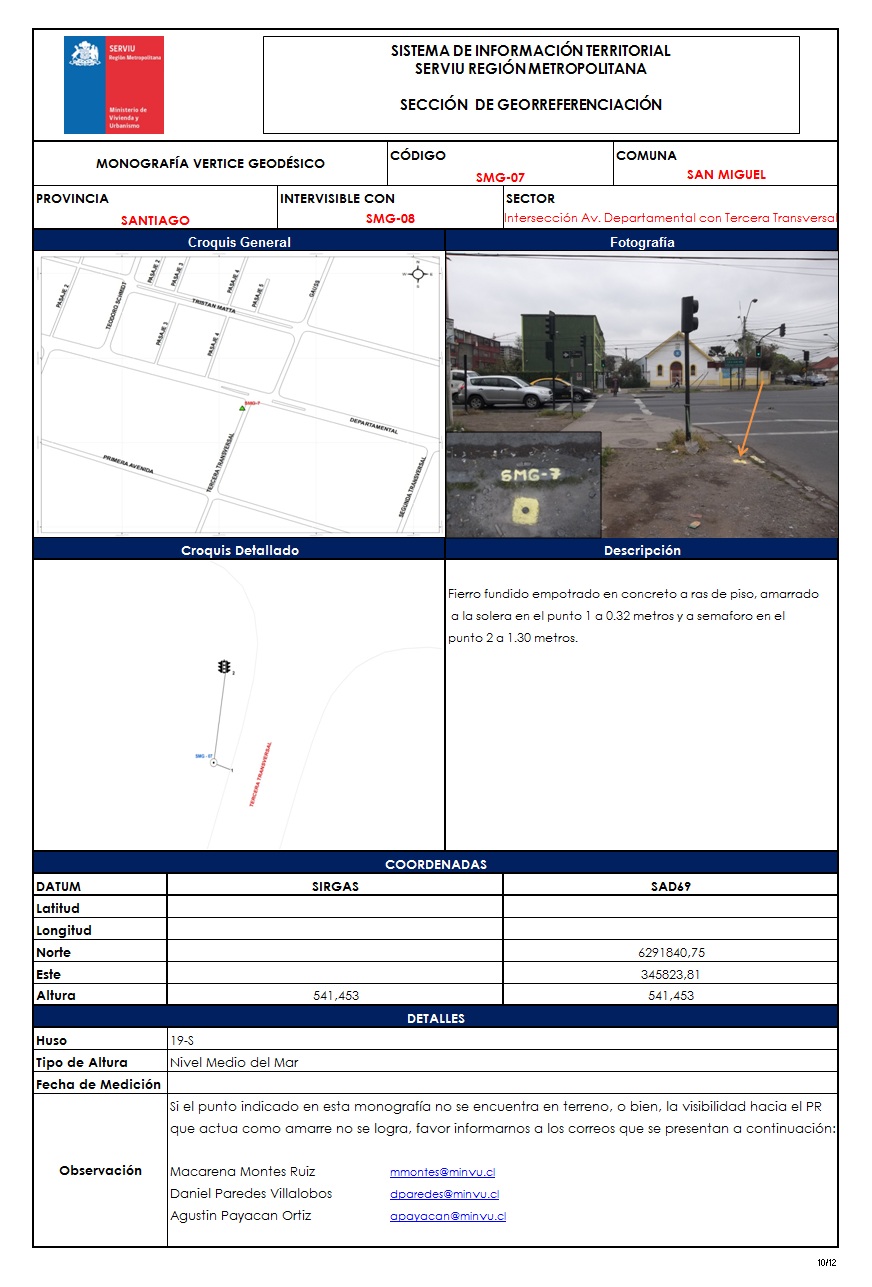 SERVIU
Región Metropolitana
Ministerio de
Vivienda y
Urbanismo
SISTEMA DE INFORMACIÓN TERRITORIAL
SERVIU REGIÓN METROPOLITANA
SECCIÓN DE GEORREFERENCIACIÓN
MONOGRAFÍA VERTICE GEODÉSICO
CÓDIGO
SMG-07
COMUNA
SAN MIGUEL
PROVINCIA
SANTIAGO
INTERVISIBLE CON
SMG-08
SECTOR
Intersección Av. Departamental con Tercera Transversal
Croquis General
Fotografía
PASAJE 2
TEODORO SCHMIDT
PASAJE 2
PASAJE 3
PASAJE 4
PASAJE 5
GAUSS
TRISTAN MATTA
PASAJE 3
PASAJE 4
SMG-7
DEPARTAMENTAL
PRIMERA AVENIDA
TERCERA TRANSVERSAL
SEGUNDA TRANSVERSAL
SMG-7
Croquis Detallado
Descripción
2
SMG - 07
1
TERCERA TRANSVERSAL
Fierro fundido empotrado en concreto a ras de piso, amarrado
a la solera en el punto 1 a 0.32 metros y a semaforo en el
punto 2 a 1.30 metros.
COORDENADAS
DATUM SIRGAS SAD69
Latitud
Longitud
Norte 6291840,75
Este 345823,81
Altura 541,453 541,453
DETALLES
Huso 19-S
Tipo de Altura Nivel Medio del Mar
Fecha de Medición
Observación
Si el punto indicado en esta monografía no se encuentra en terreno, o bien, la visibilidad hacia el PR
que actua como amarre no se logra, favor informarnos a los correos que se presentan a continuación:
Macarena Montes Ruiz mmontes@minvu.cl
Daniel Paredes Villalobos dparedes@minvu.cl
Agustin Payacan Ortiz apayacan@minvu.cl
10/12